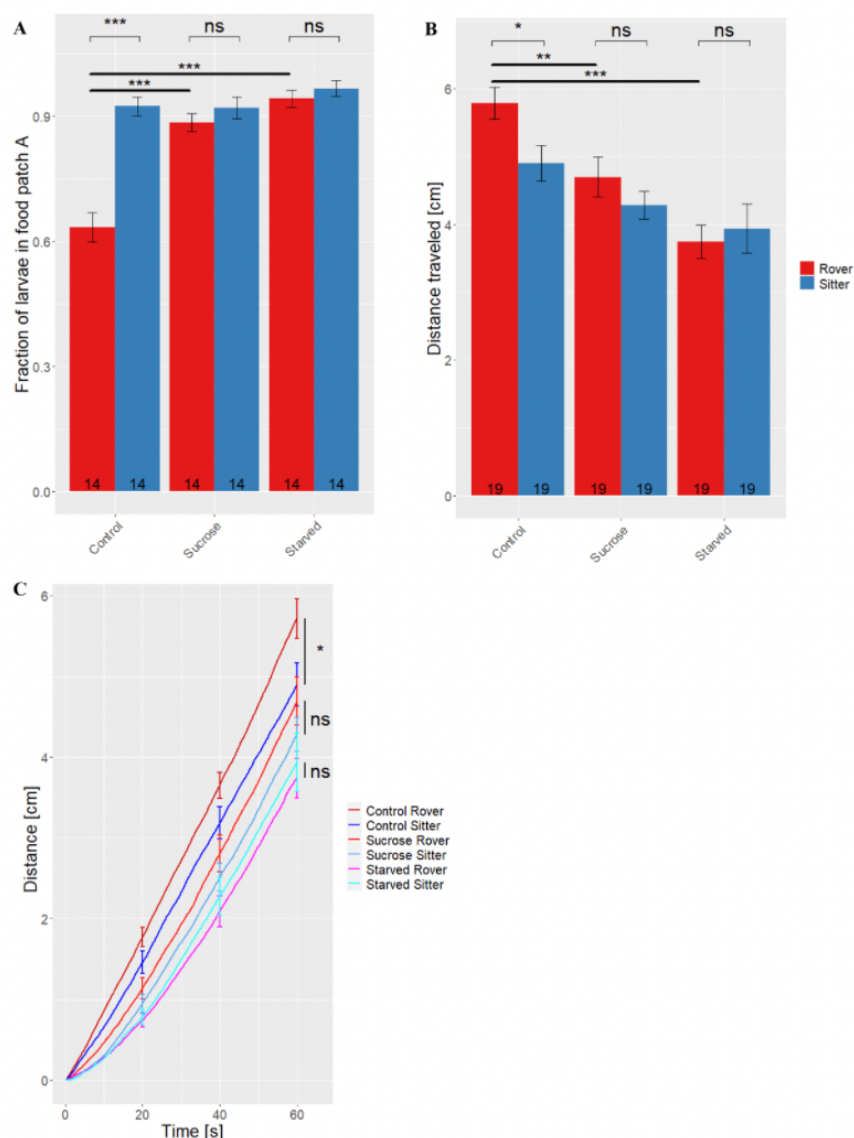 A
***
ns
ns
***
***
Fraction of larvae in food patch A
0.9
0.6
0.3
0.0
14
14
14
14
14
14
Control
Sucrose
Starved
B
*
ns
ns
**
***
Distance traveled [cm]
6
4
2
0
19
19
19
19
19
19
Control
Sucrose
Starved
Rover
Sitter
C
Distance [cm]
6
4
2
0
*
ns
ns
0
20
40
60
Time [s]
Control Rover
Control Sitter
Sucrose Rover
Sucrose Sitter
Starved Rover
Starved Sitter